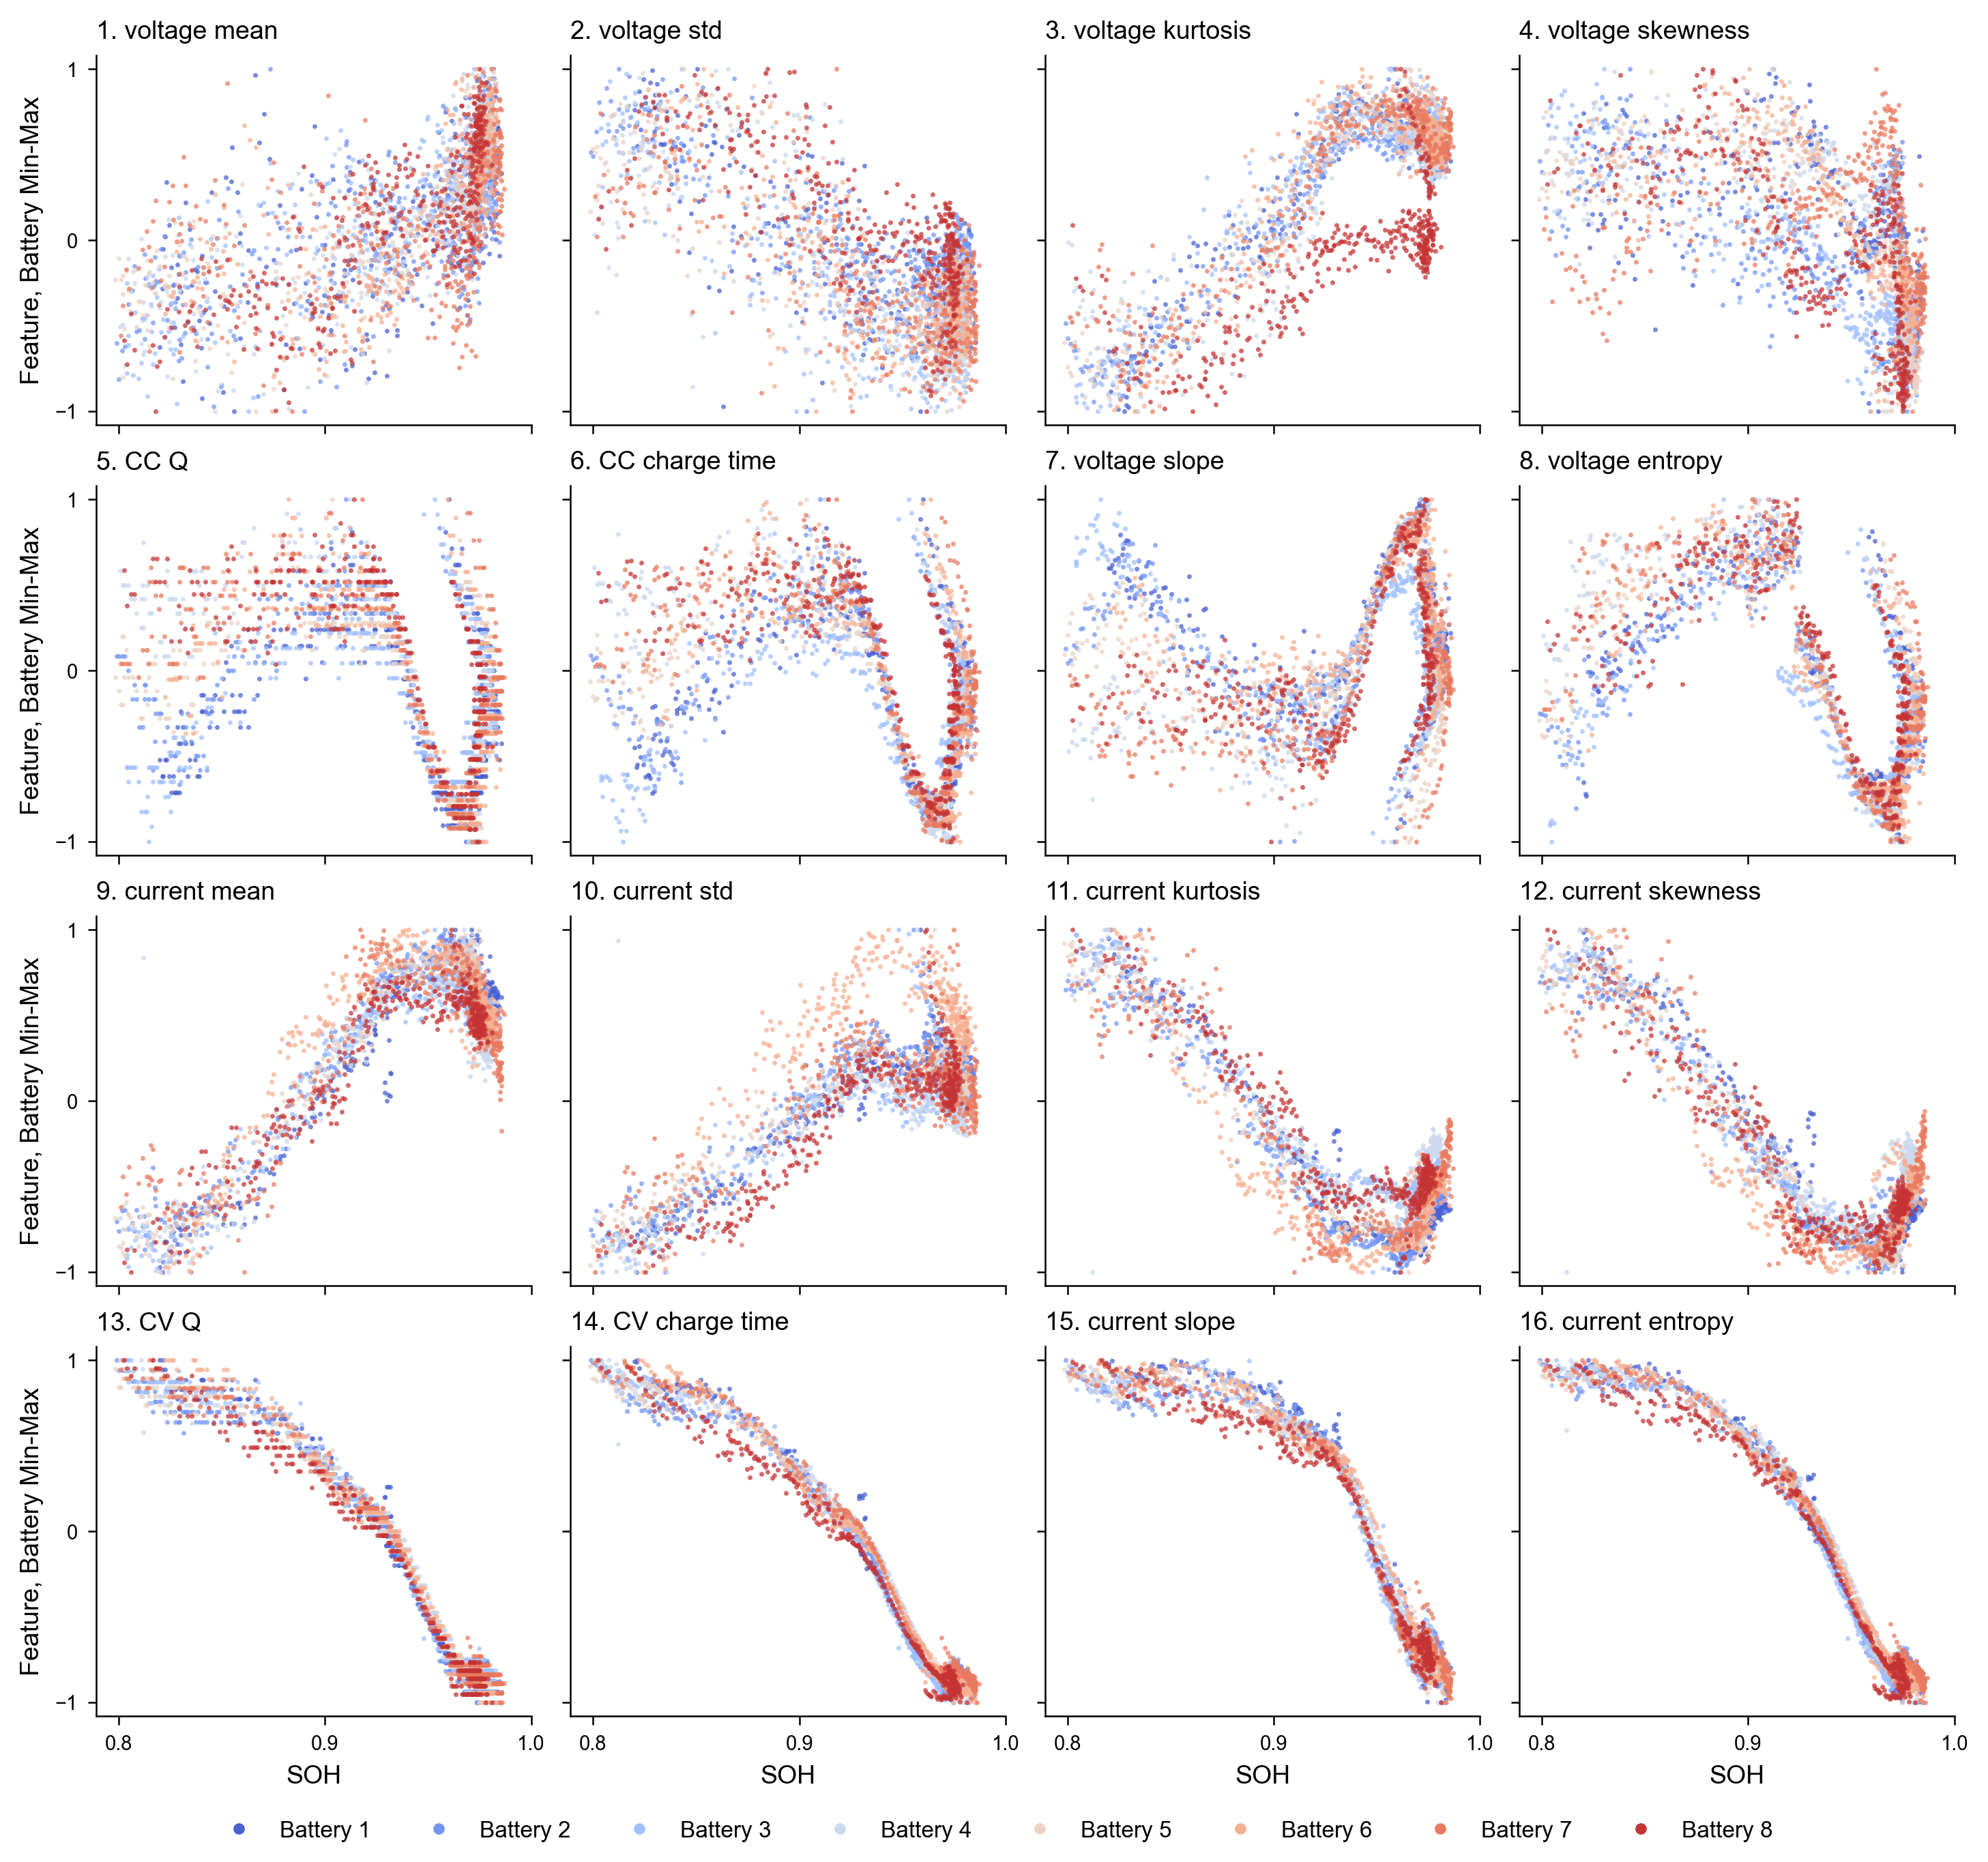 1. voltage mean
2. voltage std
3. voltage kurtosis
4. voltage skewness
Feature, Battery Min-Max
1
0
−1
5. CC Q
6. CC charge time
7. voltage slope
8. voltage entropy
Feature, Battery Min-Max
1
0
−1
9. current mean
10. current std
11. current kurtosis
12. current skewness
Feature, Battery Min-Max
1
0
−1
13. CV Q
14. CV charge time
15. current slope
16. current entropy
Feature, Battery Min-Max
1
0
−1
0.8 0.9 1.0
0.8 0.9 1.0
0.8 0.9 1.0
0.8 0.9 1.0
SOH
SOH
SOH
SOH
Battery 1
Battery 2
Battery 3
Battery 4
Battery 5
Battery 6
Battery 7
Battery 8